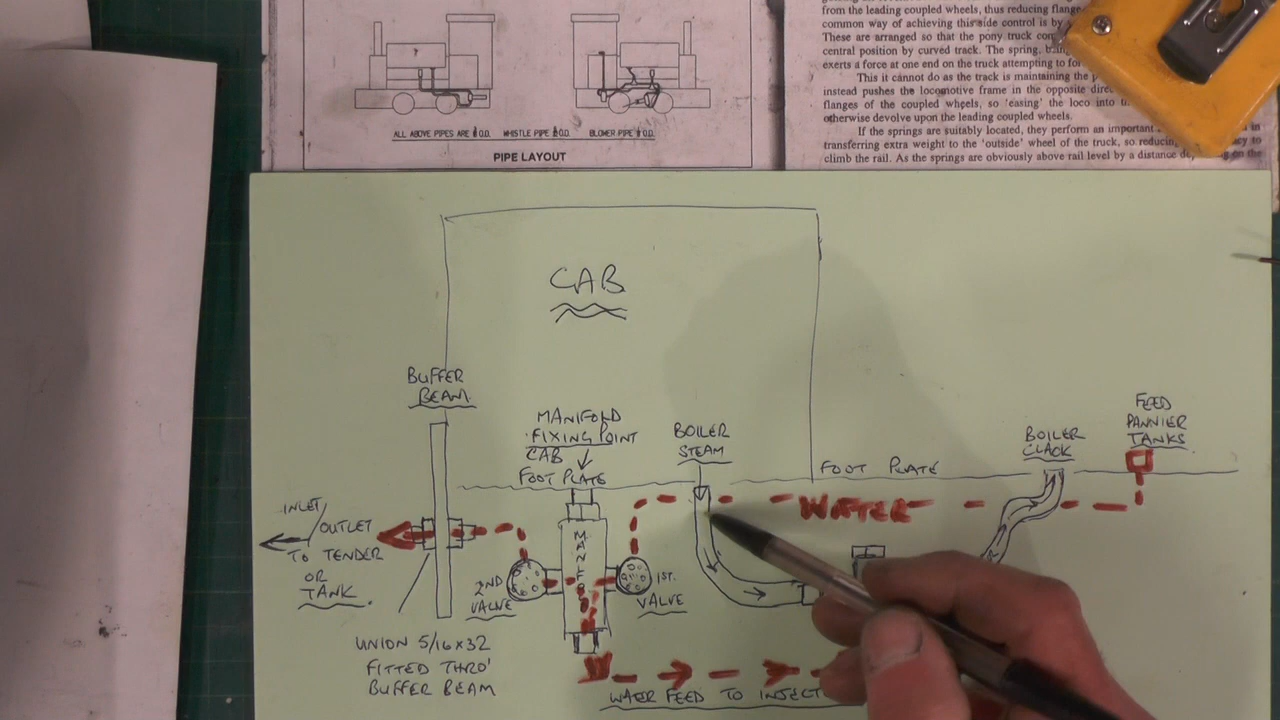 from the leading coupled wheels, thus reducing flange
common way of achieving this side control is by
These are arranged so that the pony truck
central position by curved track. The spring,
exerts a force at one end on the truck attempting to
This it cannot do as the track is maintaining the
instead pushes the locomotive frame in the opposite
flanges of the coupled wheels, so 'easing' the loco into
otherwise devolve upon the leading coupled wheels.
If the springs are suitably located, they perform an important
transferring extra weight to the 'outside' wheel of the truck, so
climb the rail. As the springs are obviously above rail level by a distance on the
ALL ABOVE PIPES ARE O.D. WHISTLE PIPE O.D. BLOWER PIPE O.D.
PIPE LAYOUT
CAB
BUFFER
BEAM
MANIFOLD
FIXING POINT
CAB
FOOT PLATE
BOILER
STEAM
FOOT PLATE
BOILER
CLACK
FEED
PANNIER
TANKS
WATER
INLET/
OUTLET
TO TENDER
OR
TANK.
2ND
VALVE
1ST.
VALVE
UNION 5/16x32
FITTED THRO'
BUFFER BEAM
WATER FEED TO